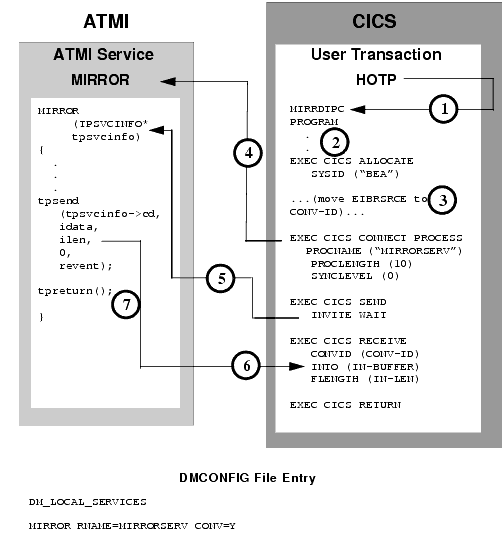 ATMI
ATMI Service
MIRROR
MIRROR
(TPSVCINFO*
tpsvcinfo)
{
.
.
.
tpsend
(tpsvcinfo->cd,
idata,
ilen,
0,
revent);
tpreturn();
}
7
4
5
6
CICS
User Transaction
HOTP
1
MIRRDTPC
PROGRAM
.
.
2
EXEC CICS ALLOCATE
SYSID ("BEA")
3
...(move EIBRSRCE to
CONV-ID)...
EXEC CICS CONNECT PROCESS
PROCNAME ("MIRRORSERV")
PROCLENGTH (10)
SYNCLEVEL (0)
EXEC CICS SEND
INVITE WAIT
EXEC CICS RECEIVE
CONVID (CONV-ID)
INTO (IN-BUFFER)
FLENGTH (IN-LEN)
EXEC CICS RETURN
DMCONFIG File Entry
DM_LOCAL_SERVICES
MIRROR RNAME=MIRRORSERV CONV=Y